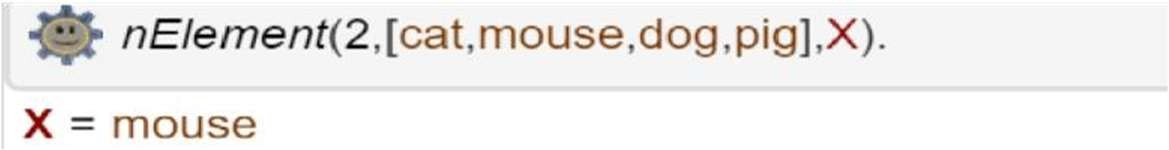 nElement(2,[cat,mouse,dog,pig],X).
X = mouse